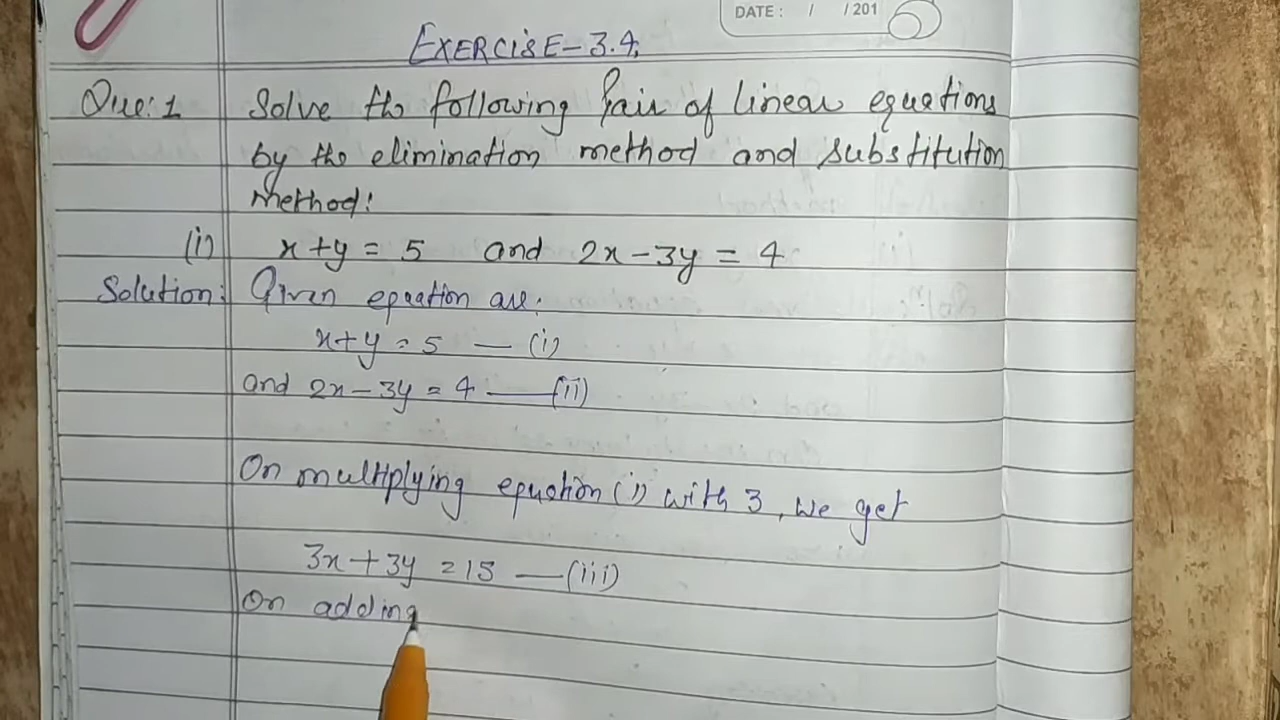 DATE: / /201
EXERCISE-3.4.
Que:1 Solve the following Pair of linear equations
by the elimination method and substitution
method:
(i) x+y = 5 and 2x-3y = 4
Solution: Given equation are.
x+y = 5 — (i)
and 2x-3y = 4 — (ii)
On multiplying equation (i) with 3, we get
3x+3y = 15 — (iii)
On adding